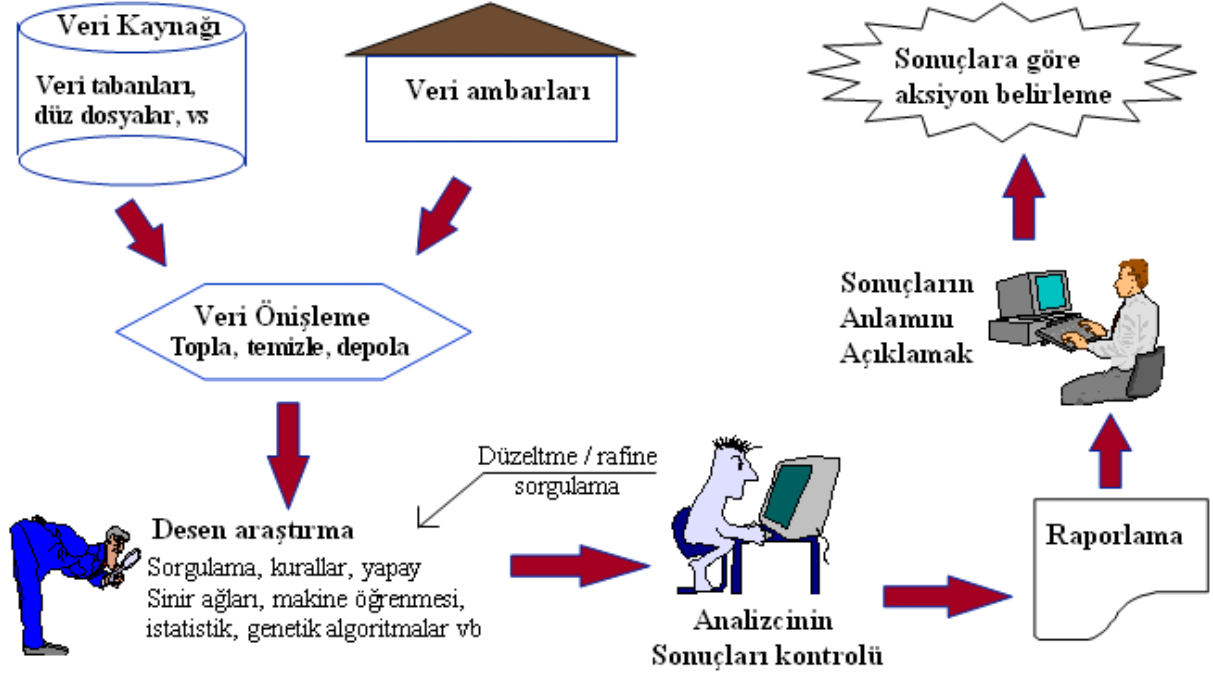 Veri Kaynağı
Veri tabanları,
düz dosyalar, vs
Veri ambarları
Veri Önişleme
Topla, temizle, depola
Desen araştırma
Sorgulama, kurallar, yapay
Sinir ağları, makine öğrenmesi,
istatistik, genetik algoritmalar vb
Düzeltme / rafine
sorgulama
Analizcinin
Sonuçları kontrolü
Raporlama
Sonuçların
Anlamını
Açıklamak
Sonuçlara göre
aksiyon belirleme